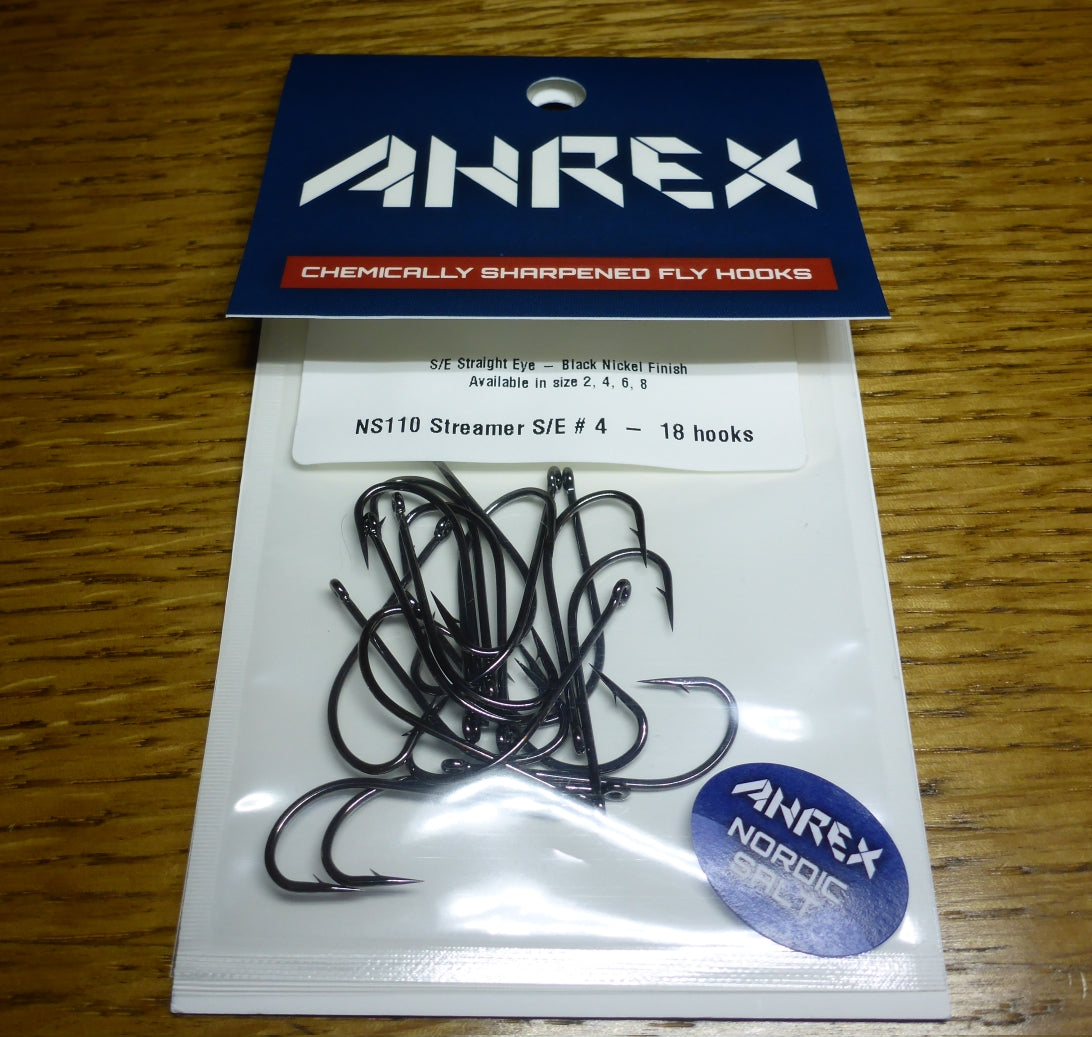 AHREX
CHEMICALLY SHARPENED FLY HOOKS
S/E Straight Eye – Black Nickel Finish
Available in size 2, 4, 6, 8
NS110 Streamer S/E # 4 – 18 hooks
AHREX
NORDIC
SALT